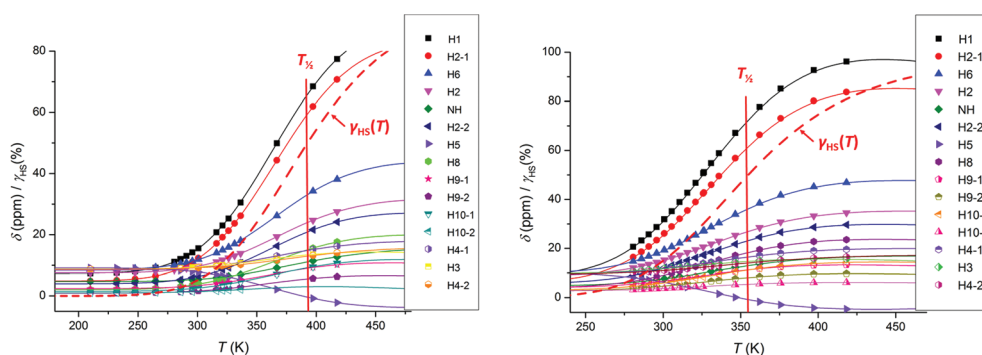 δ (ppm) / γHS(%)
80
60
40
20
0
200
250
300
350
400
450
T (K)
T½
γHS(T)
H1
H2-1
H6
H2
NH
H2-2
H5
H8
H9-1
H9-2
H10-1
H10-2
H4-1
H3
H4-2
δ (ppm) / γHS(%)
100
80
60
40
20
0
250
300
350
400
450
T (K)
T½
γHS(T)
H1
H2-1
H6
H2
NH
H2-2
H5
H8
H9-1
H9-2
H10-
H10-
H4-1
H3
H4-2